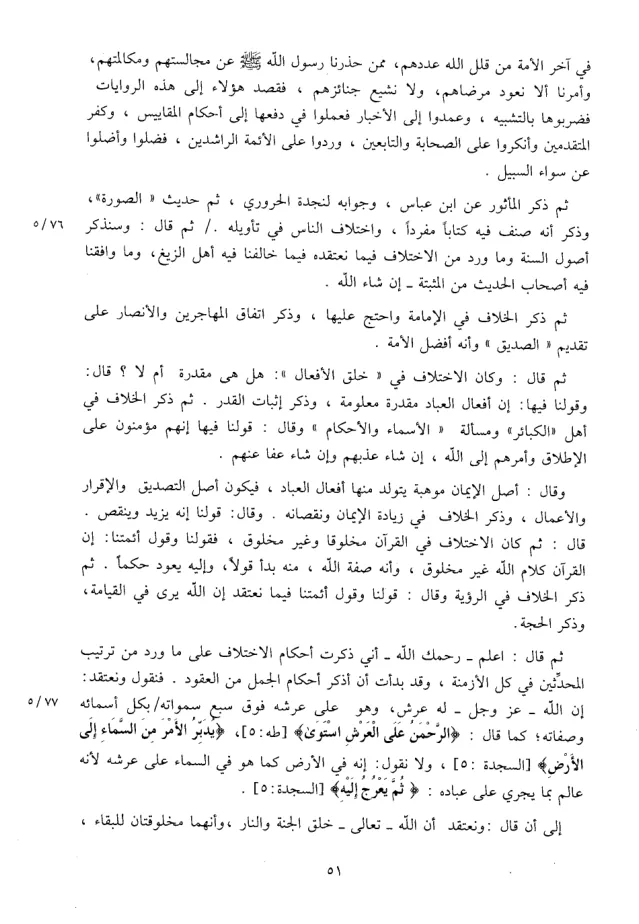 في آخر الأمة من قلل الله عددهم، ممن حذرنا رسول الله ﷺ عن مجالستهم ومكالمتهم،
وأمرنا ألا نعود مرضاهم، ولا نشيع جنائزهم ، فقصد هؤلاء إلى هذه الروايات
فضربوها بالتشبيه ، وعمدوا إلى الأخبار فعملوا في دفعها إلى أحكام المقاييس ، وكفر
المتقدمين وأنكروا على الصحابة والتابعين ، وردوا على الأئمة الراشدين ، فضلوا وأضلوا
عن سواء السبيل .
ثم ذكر المأثور عن ابن عباس ، وجوابه لنجدة الحروري ، ثم حديث « الصورة»،
وذكر أنه صنف فيه كتاباً مفرداً ، واختلاف الناس في تأويله ./ ثم قال : وسنذكر
٥/٧٦
أصول السنة وما ورد من الاختلاف فيما نعتقده فيما خالفنا فيه أهل الزيغ، وما وافقنا
فيه أصحاب الحديث من المثبتة ــ إن شاء الله .
ثم ذكر الخلاف في الإمامة واحتج عليها ، وذكر اتفاق المهاجرين والأنصار على
تقديم « الصديق » وأنه أفضل الأمة .
ثم قال : وكان الاختلاف في « خلق الأفعال »: هل هى مقدرة أم لا ؟ قال:
وقولنا فيها: إن أفعال العباد مقدرة معلومة ، وذكر إثبات القدر . ثم ذكر الخلاف في
أهل «الكبائر» ومسألة « الأسماء والأحكام » وقال : قولنا فيها إنهم مؤمنون على
الإطلاق وأمرهم إلى الله ، إن شاء عذبهم وإن شاء عفا عنهم .
وقال : أصل الإيمان موهبة يتولد منها أفعال العباد ، فيكون أصل التصديق والإقرار
والأعمال ، وذكر الخلاف في زيادة الإيمان ونقصانه . وقال: قولنا إنه يزيد وينقص .
قال : ثم كان الاختلاف في القرآن مخلوقا وغير مخلوق ، فقولنا وقول أئمتنا: إن
القرآن كلام الله غير مخلوق ، وأنه صفة الله ، منه بدأ قولاً، وإليه يعود حكماً . ثم
ذكر الخلاف في الرؤية وقال : قولنا وقول أئمتنا فيما نعتقد إن الله يرى في القيامة،
وذكر الحجة.
ثم قال : اعلم ــ رحمك الله ــ أني ذكرت أحكام الاختلاف على ما ورد من ترتيب
المحدِّثين في كل الأزمنة ، وقد بدأت أن أذكر أحكام الجمل من العقود . فنقول ونعتقد:
إن الله ــ عز وجل ــ له عرش، وهو على عرشه فوق سبع سمواته/بكل أسمائه
٥/٧٧
وصفاته؛ كما قال : ﴿الرَّحْمَنُ عَلَى الْعَرْشِ اسْتَوَىٰ﴾ [طه:٥]، ﴿يُدَبِّرُ الأَمْرَ مِنَ السَّمَاءِ إِلَى
الأَرْضِ﴾ [السجدة :٥] ، ولا نقول: إنه في الأرض كما هو في السماء على عرشه لأنه
عالم بما يجري على عباده : ﴿ ثُمَّ يَعْرُجُ إِلَيْهِ﴾ [السجدة:٥] .
إلى أن قال :ونعتقد أن الله ــ تعالى ــ خلق الجنة والنار ،وأنهما مخلوقتان للبقاء ،
٥١